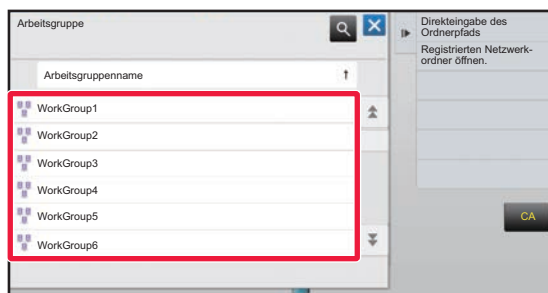 Arbeitsgruppe
Arbeitsgruppenname
WorkGroup1
WorkGroup2
WorkGroup3
WorkGroup4
WorkGroup5
WorkGroup6
Direkteingabe des
Ordnerpfads
Registrierten Netzwerk-
ordner öffnen.
CA